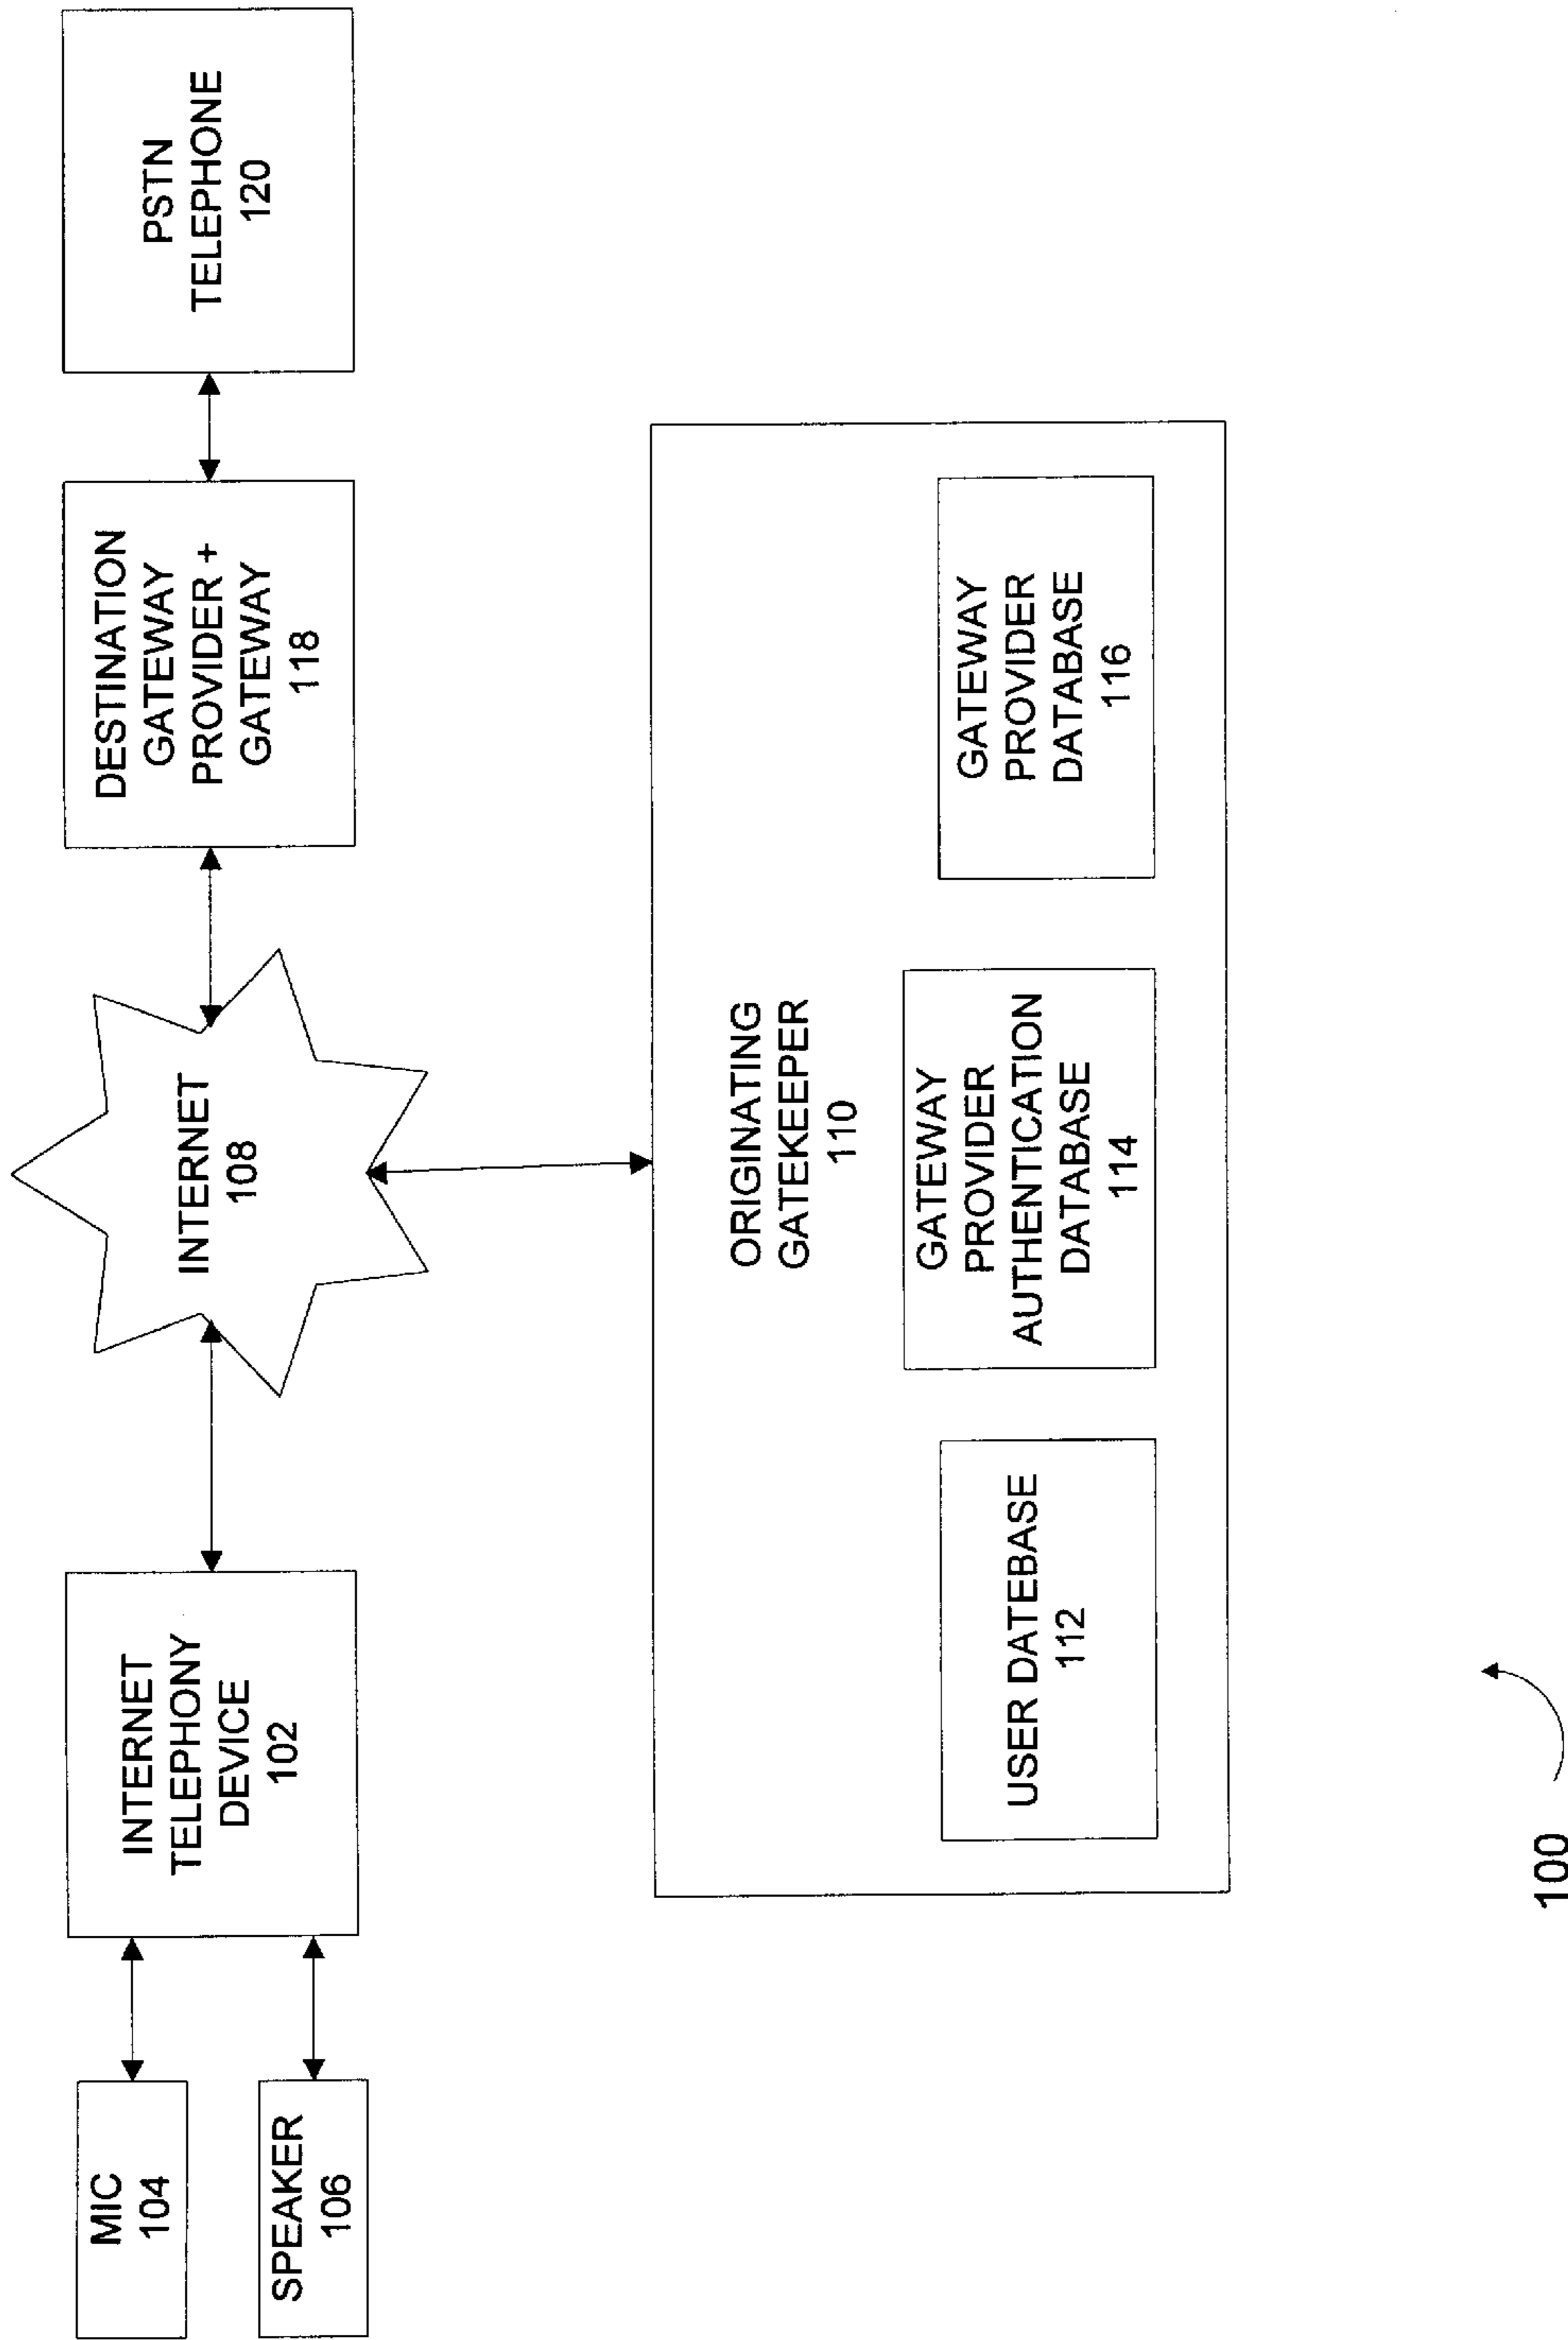 MIC
104
SPEAKER
106
INTERNET
TELEPHONY
DEVICE
102
INTERNET
108
DESTINATION
GATEWAY
PROVIDER +
GATEWAY
118
PSTN
TELEPHONE
120
ORIGINATING
GATEKEEPER
110
USER DATEBASE
112
GATEWAY
PROVIDER
AUTHENTICATION
DATABASE
114
GATEWAY
PROVIDER
DATABASE
116
100